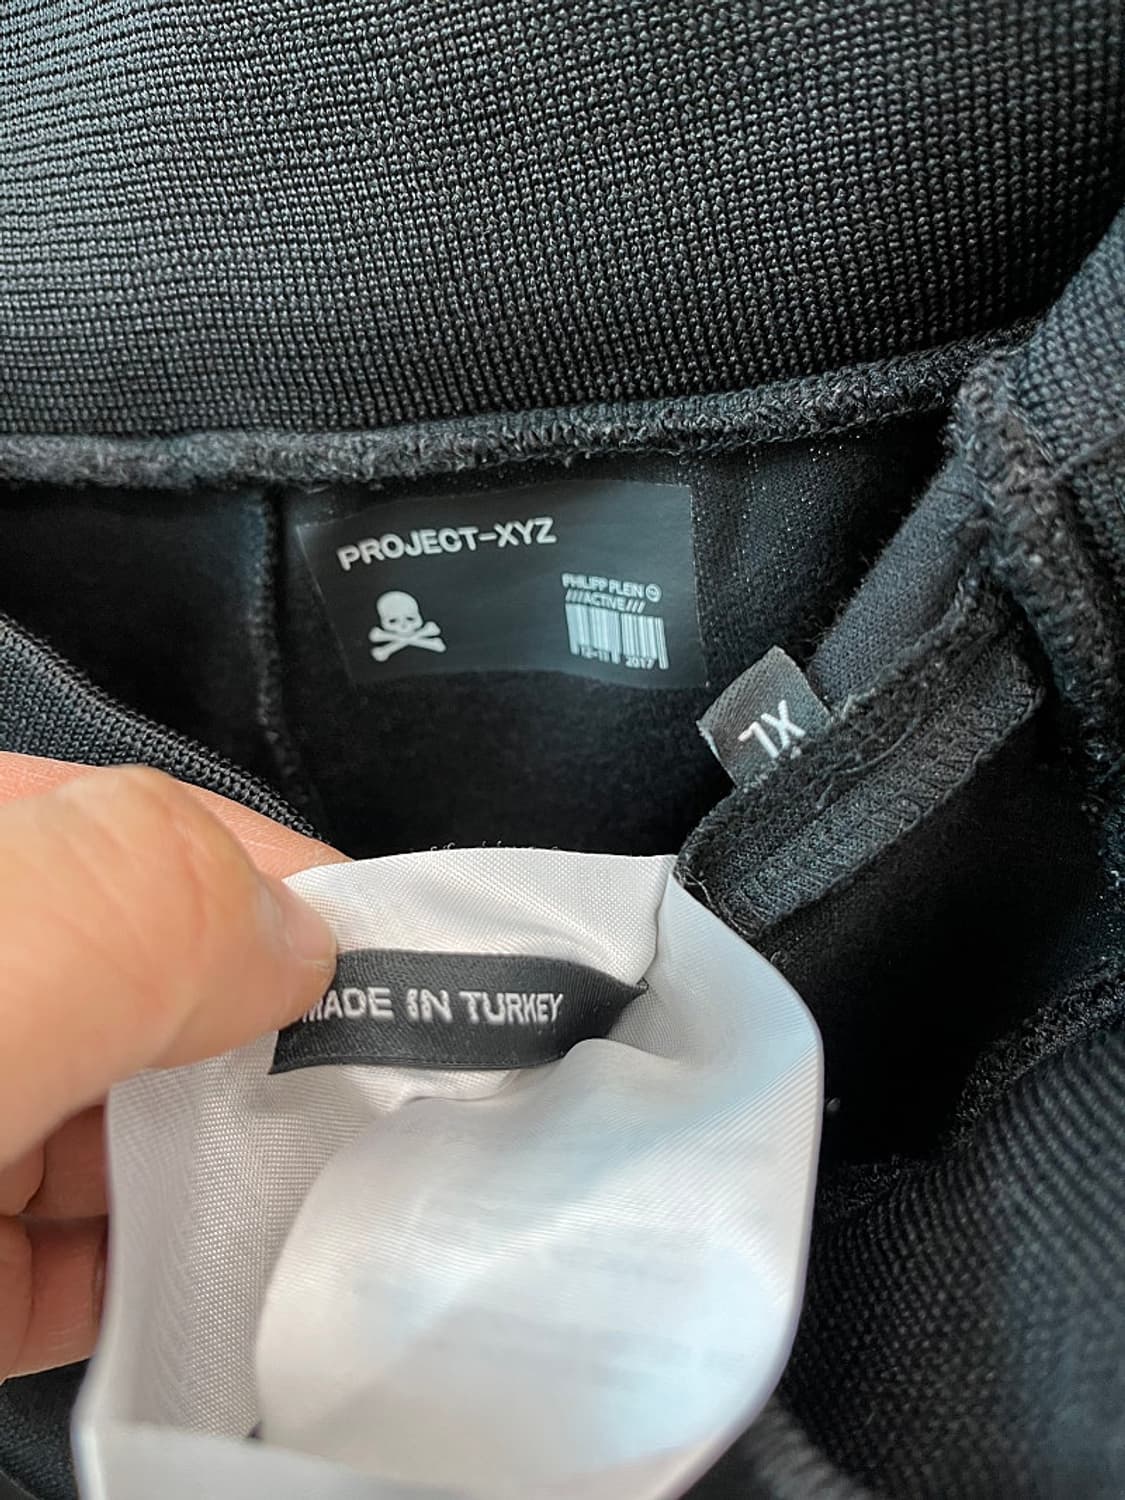 PROJECT-XYZ
PHILIPP PLEIN
///ACTIVE///
2017
XL
MADE IN TURKEY